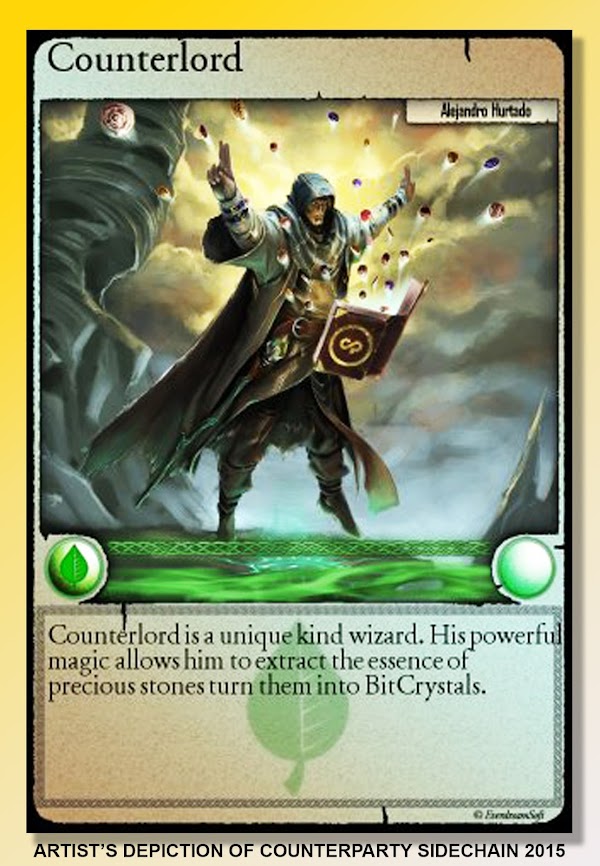 Counterlord
Alejandro Hurtado
Counterlord is a unique kind wizard. His powerful
magic allows him to extract the essence of
precious stones turn them into BitCrystals.
© EverdreamSoft
ARTIST'S DEPICTION OF COUNTERPARTY SIDECHAIN 2015